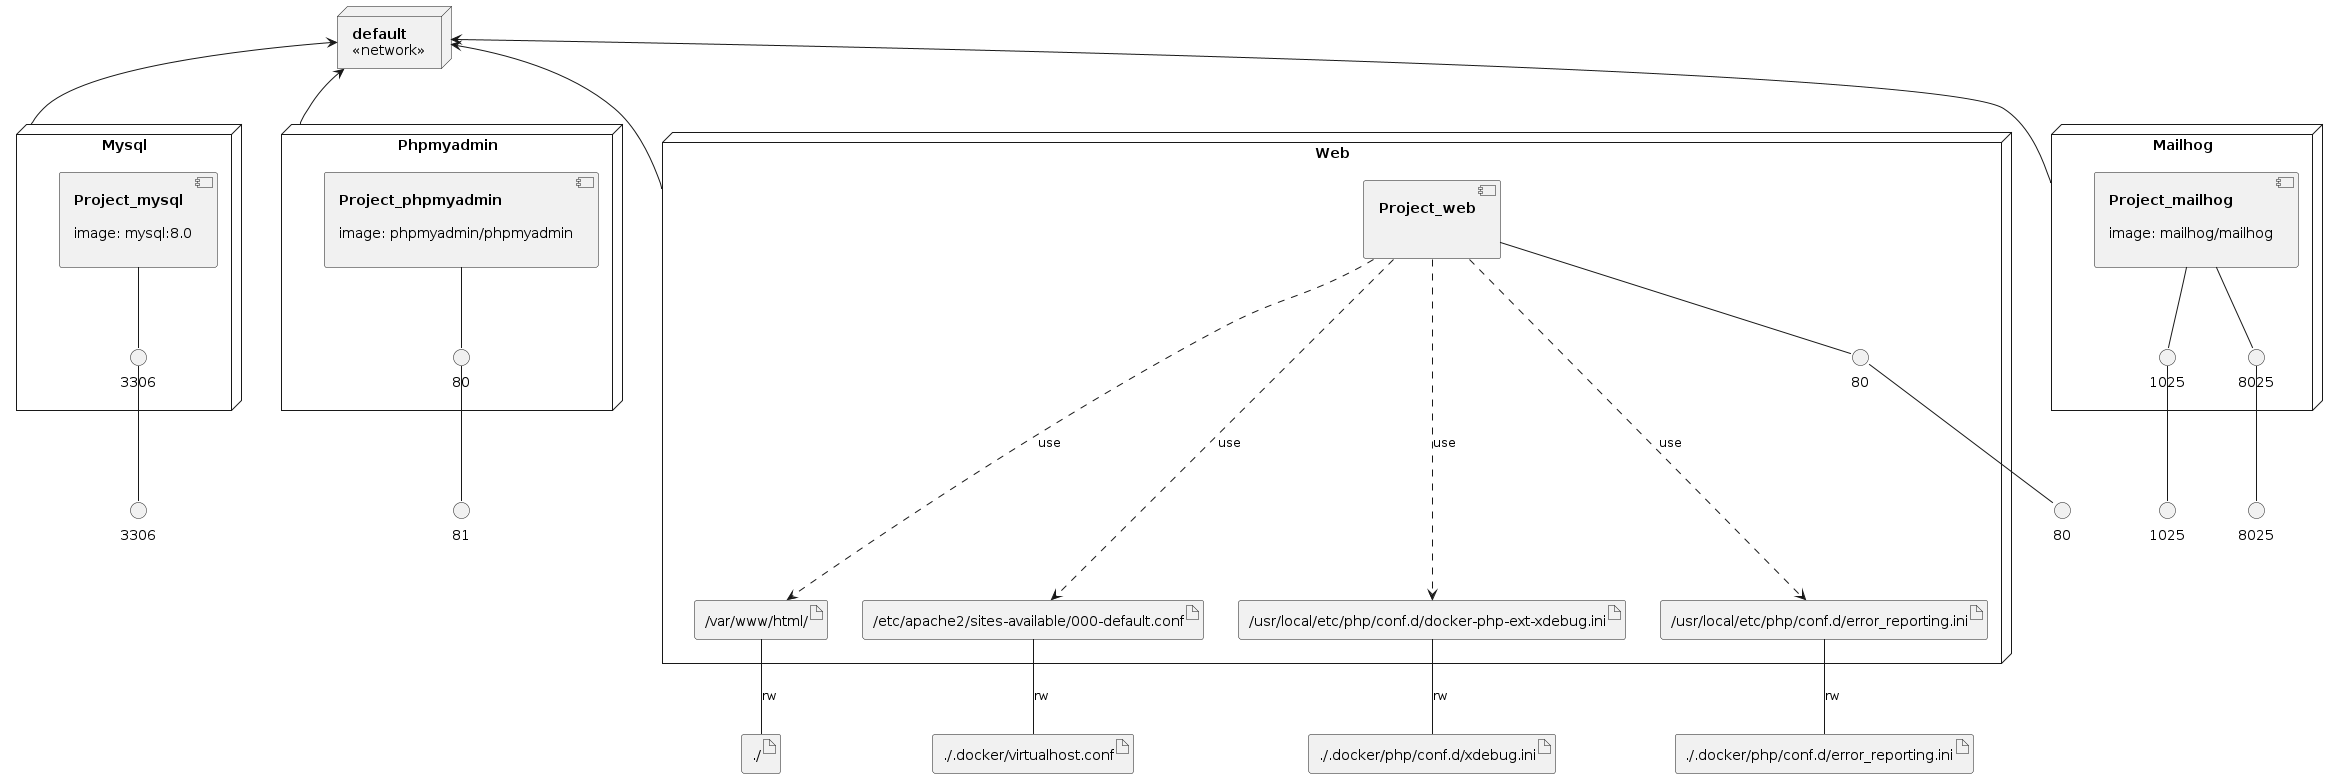 default
«network»
Mysql
Project_mysql
image: mysql:8.0
3306
3306
Phpmyadmin
Project_phpmyadmin
image: phpmyadmin/phpmyadmin
80
81
Web
Project_web
80
80
use
use
use
use
/var/www/html/
/etc/apache2/sites-available/000-default.conf
/usr/local/etc/php/conf.d/docker-php-ext-xdebug.ini
/usr/local/etc/php/conf.d/error_reporting.ini
rw
rw
rw
rw
./
./.docker/virtualhost.conf
./.docker/php/conf.d/xdebug.ini
./.docker/php/conf.d/error_reporting.ini
Mailhog
Project_mailhog
image: mailhog/mailhog
1025
8025
1025
8025